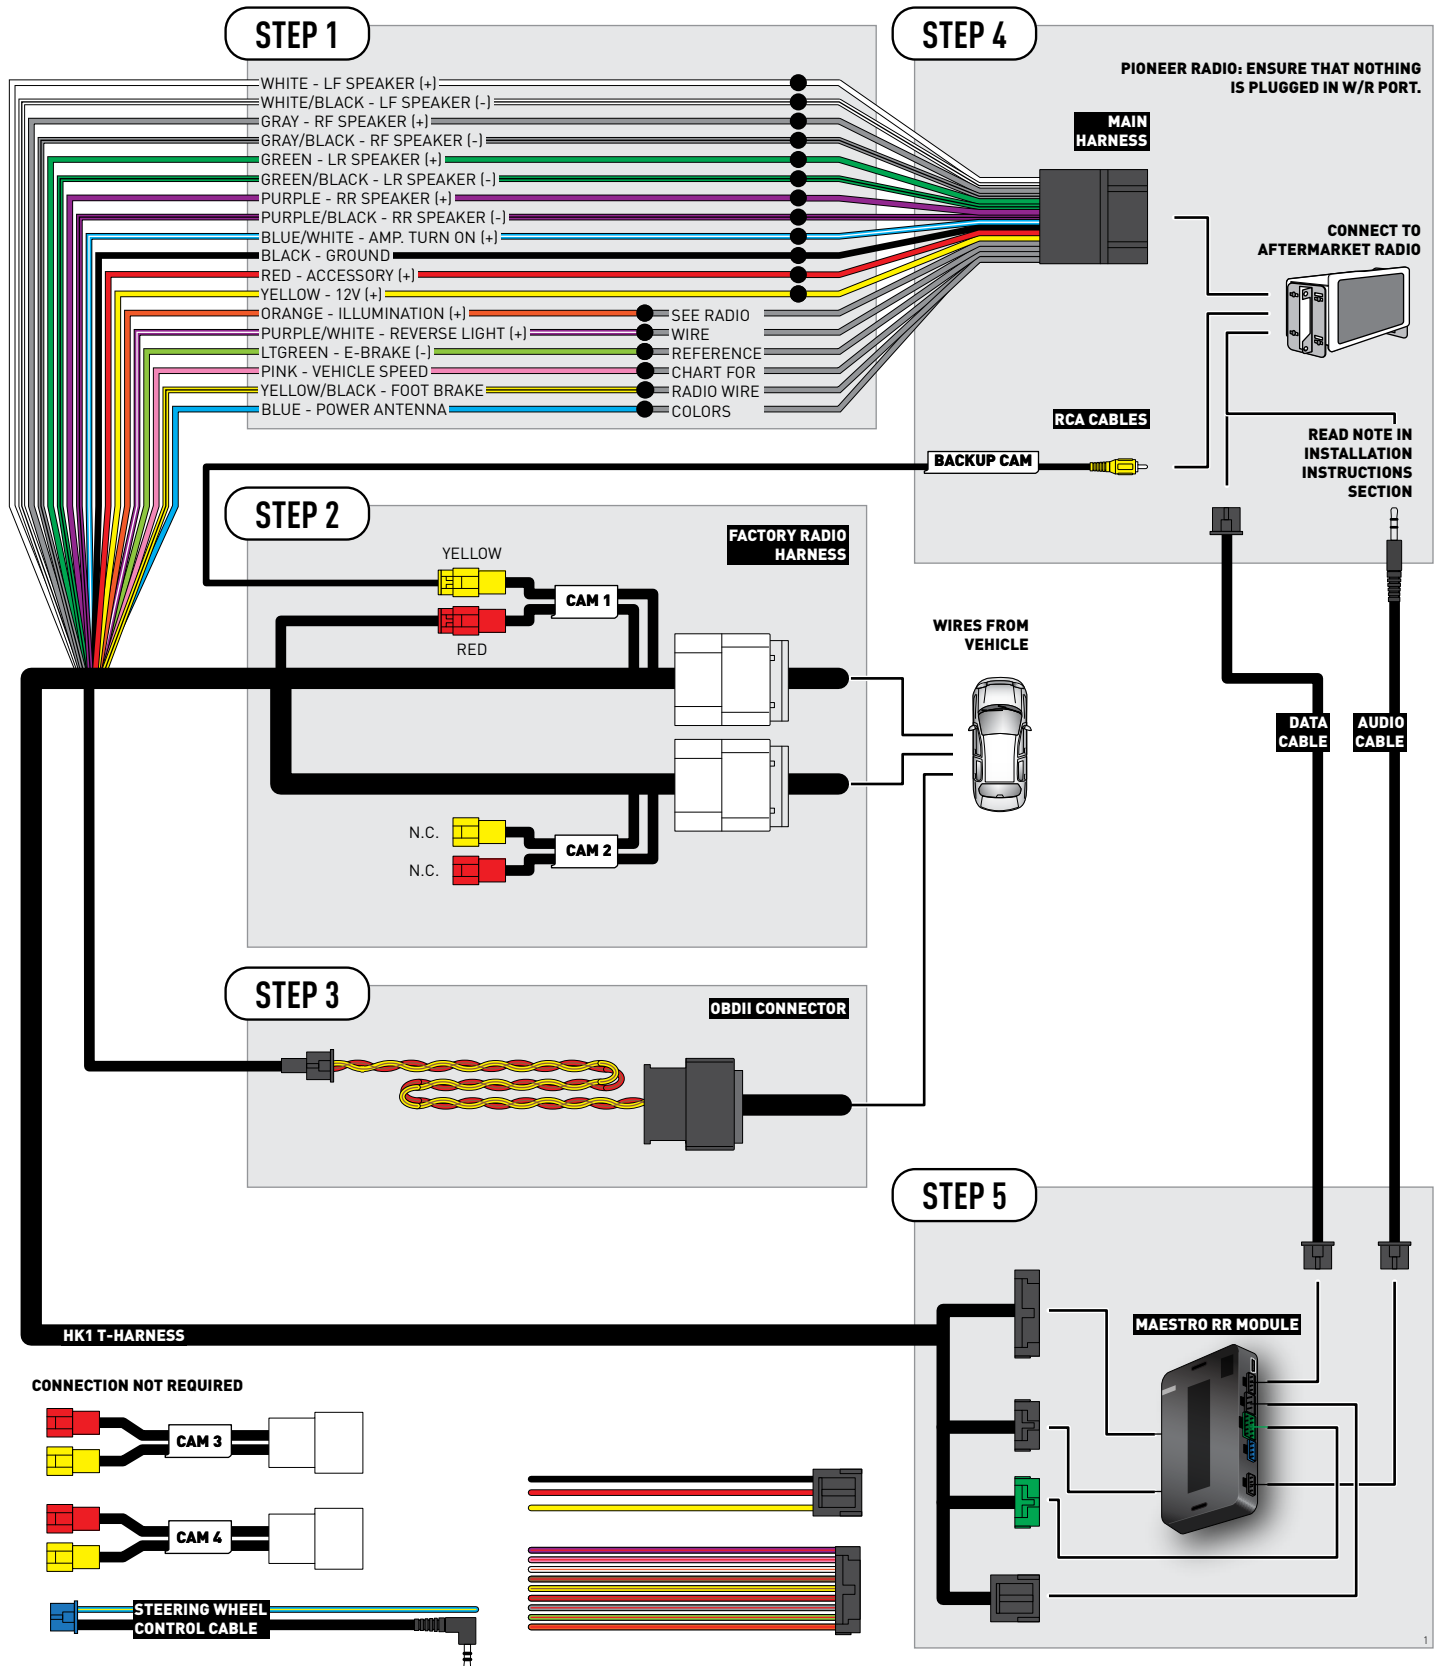 STEP 1
WHITE - LF SPEAKER (+)
WHITE/BLACK - LF SPEAKER (-)
GRAY - RF SPEAKER (+)
GRAY/BLACK - RF SPEAKER (-)
GREEN - LR SPEAKER (+)
GREEN/BLACK - LR SPEAKER (-)
PURPLE - RR SPEAKER (+)
PURPLE/BLACK - RR SPEAKER (-)
BLUE/WHITE - AMP. TURN ON (+)
BLACK - GROUND
RED - ACCESSORY (+)
YELLOW - 12V (+)
ORANGE - ILLUMINATION (+)
PURPLE/WHITE - REVERSE LIGHT (+)
LTGREEN - E-BRAKE (-)
PINK - VEHICLE SPEED
YELLOW/BLACK - FOOT BRAKE
BLUE - POWER ANTENNA
SEE RADIO
WIRE
REFERENCE
CHART FOR
RADIO WIRE
COLORS
STEP 4
PIONEER RADIO: ENSURE THAT NOTHING
IS PLUGGED IN W/R PORT.
MAIN
HARNESS
CONNECT TO
AFTERMARKET RADIO
RCA CABLES
BACKUP CAM
READ NOTE IN
INSTALLATION
INSTRUCTIONS
SECTION
STEP 2
FACTORY RADIO
HARNESS
YELLOW
CAM 1
RED
WIRES FROM
VEHICLE
DATA
CABLE
AUDIO
CABLE
N.C.
CAM 2
N.C.
STEP 3
OBDII CONNECTOR
STEP 5
MAESTRO RR MODULE
HK1 T-HARNESS
CONNECTION NOT REQUIRED
CAM 3
CAM 4
STEERING WHEEL
CONTROL CABLE
1